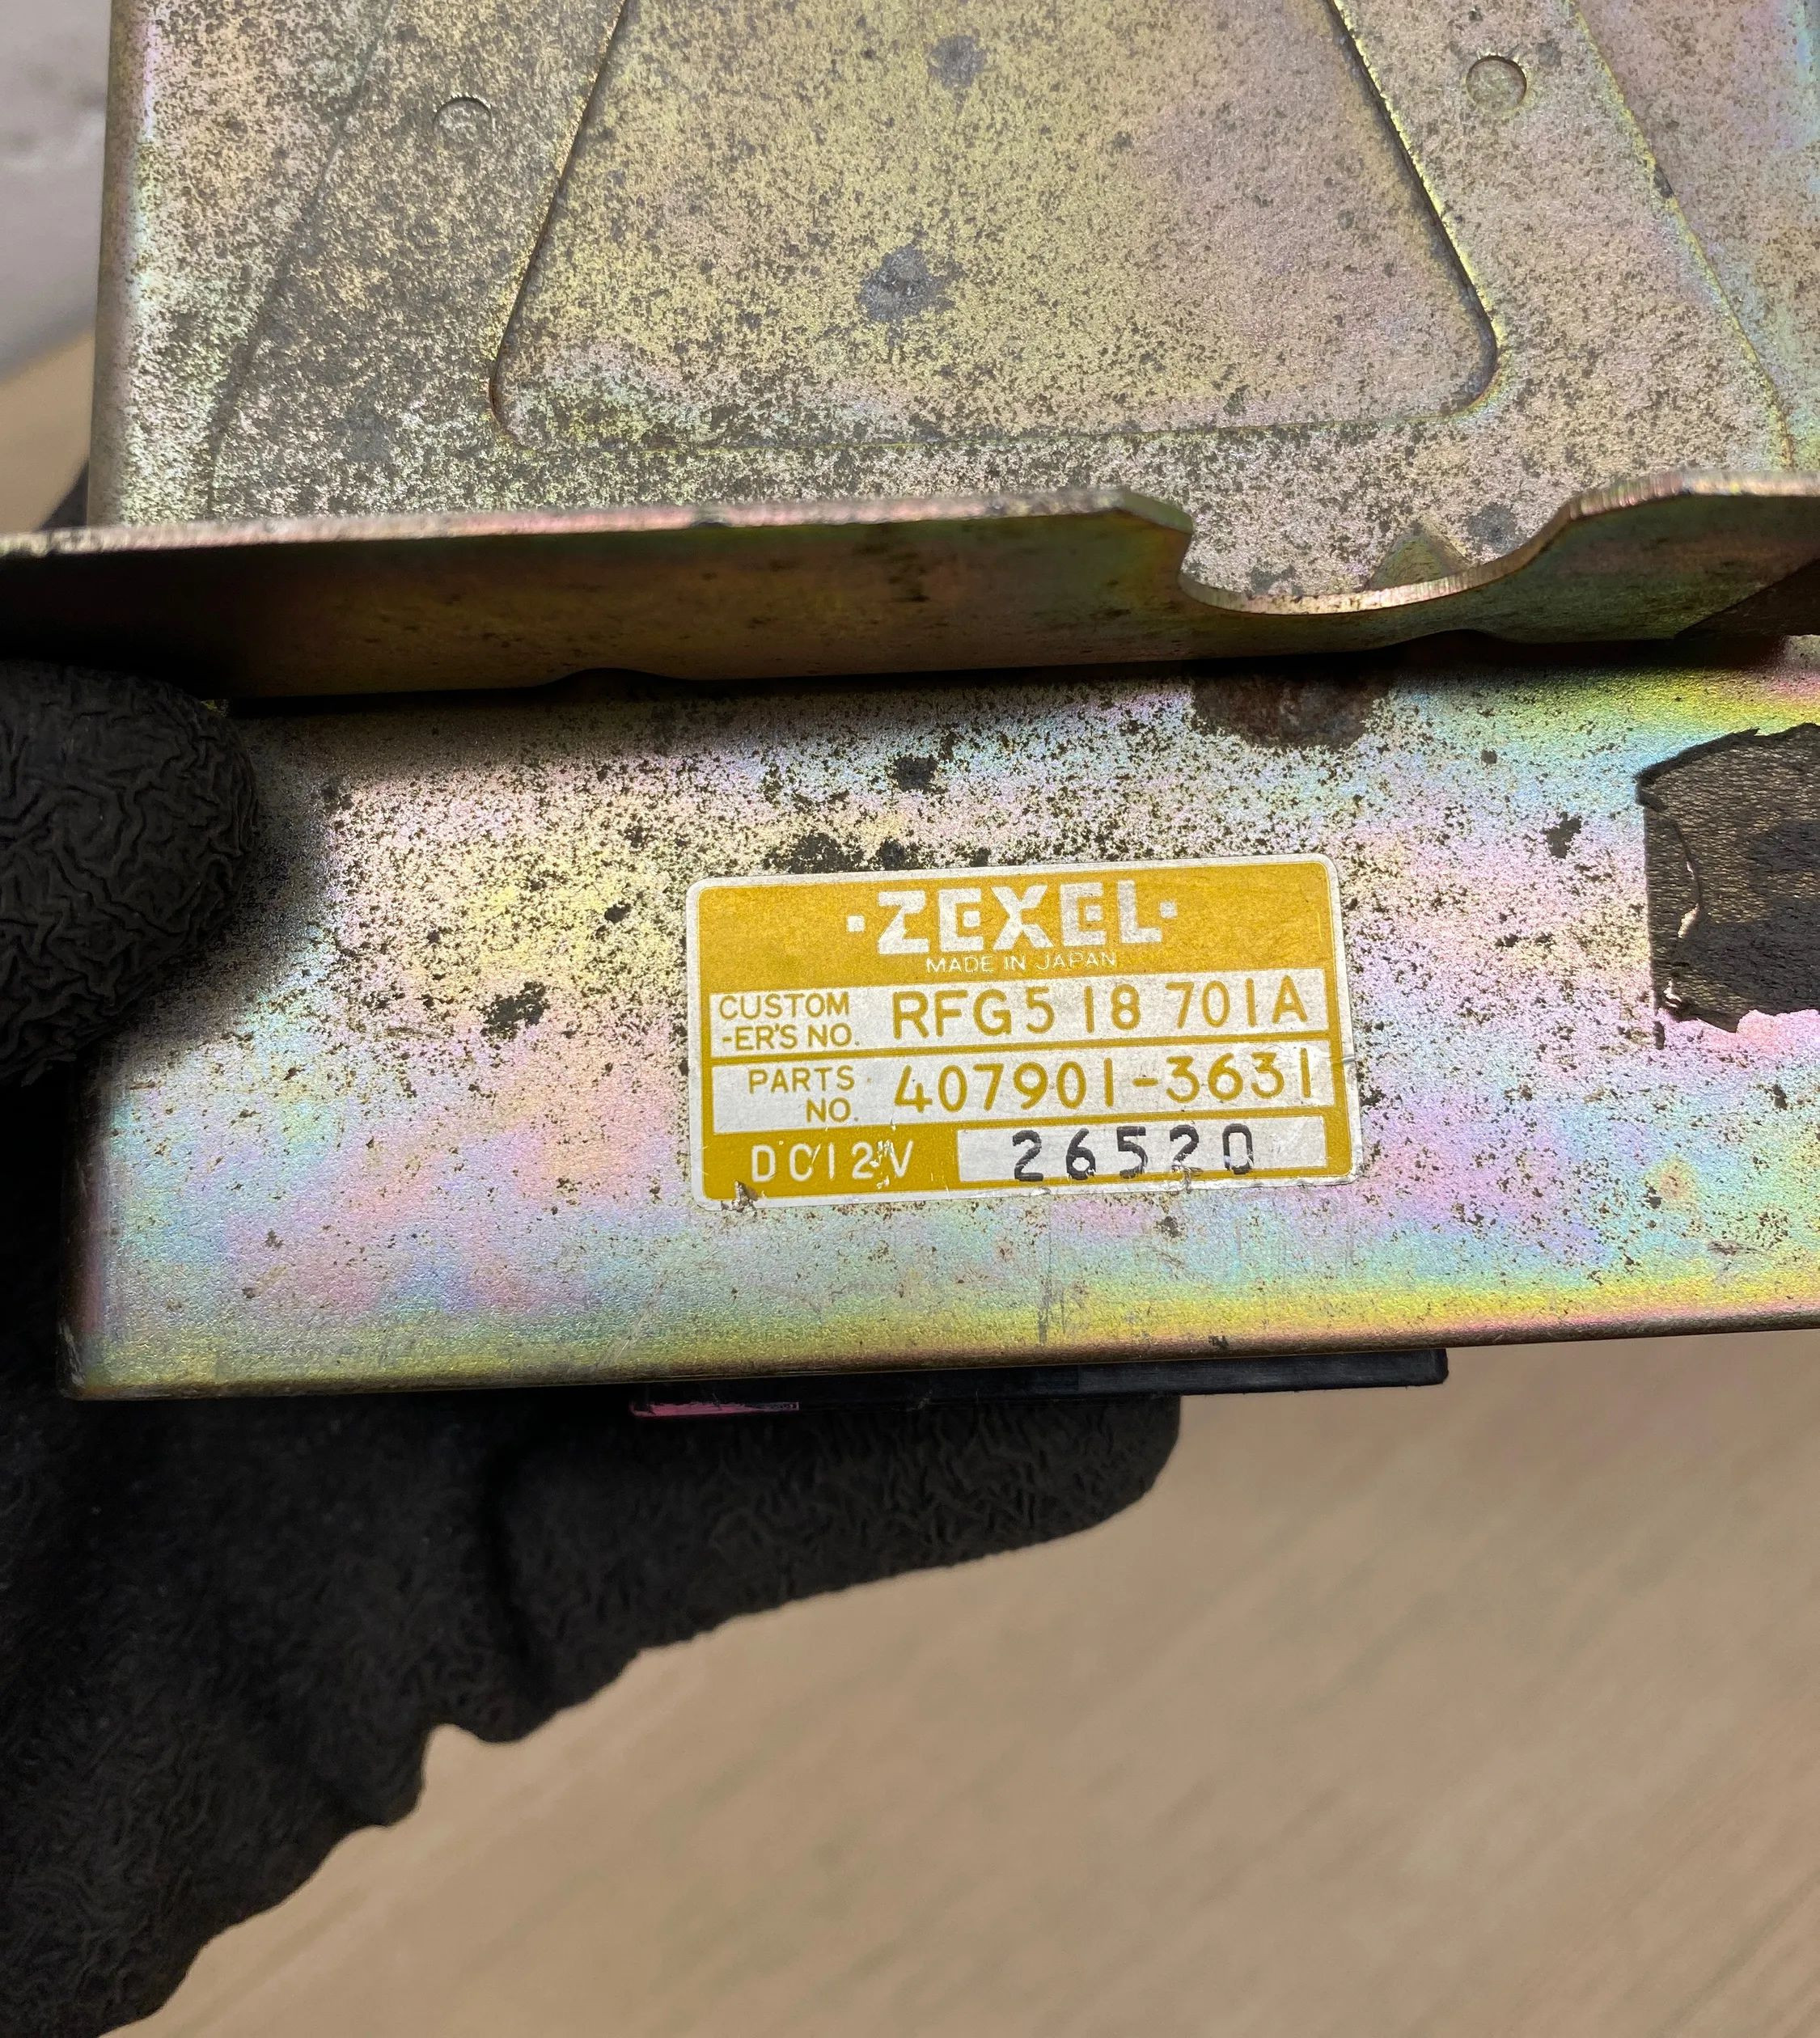 ·ZEXEL·
MADE IN JAPAN
CUSTOM
-ER'S NO. RFG5 18 701A
PARTS
NO. 407901-3631
DC12V 26520